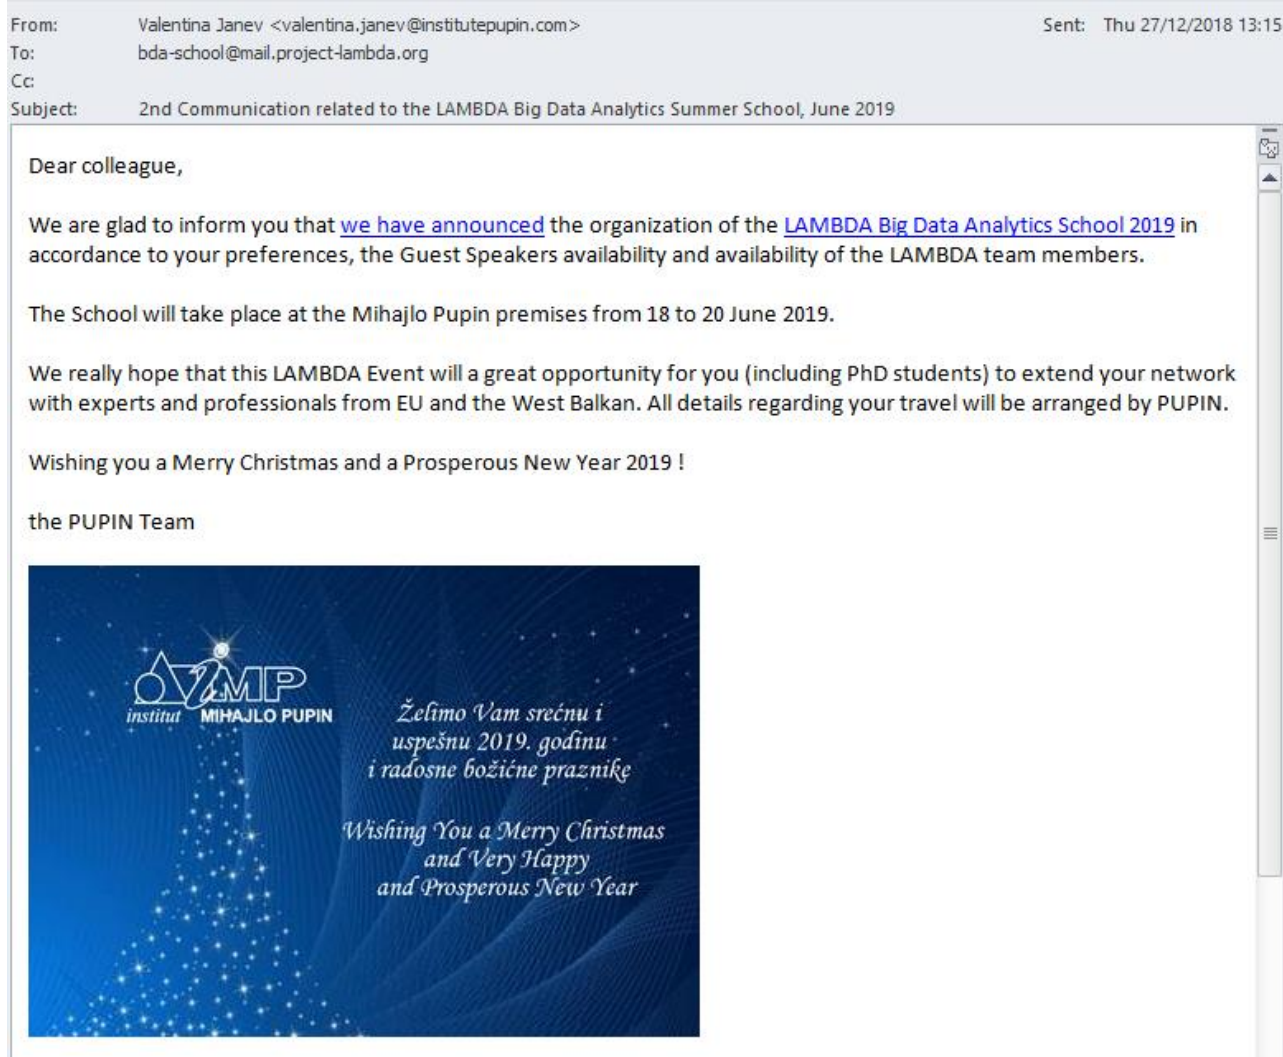 From: Valentina Janev <valentina.janev@institutepupin.com> Sent: Thu 27/12/2018 13:15
To: bda-school@mail.project-lambda.org
Cc:
Subject: 2nd Communication related to the LAMBDA Big Data Analytics Summer School, June 2019
Dear colleague,
We are glad to inform you that we have announced the organization of the LAMBDA Big Data Analytics School 2019 in
accordance to your preferences, the Guest Speakers availability and availability of the LAMBDA team members.
The School will take place at the Mihajlo Pupin premises from 18 to 20 June 2019.
We really hope that this LAMBDA Event will a great opportunity for you (including PhD students) to extend your network
with experts and professionals from EU and the West Balkan. All details regarding your travel will be arranged by PUPIN.
Wishing you a Merry Christmas and a Prosperous New Year 2019 !
the PUPIN Team
iMP
institut MIHAJLO PUPIN
Želimo Vam srećnu i
uspešnu 2019. godinu
i radosne božićne praznike
Wishing You a Merry Christmas
and Very Happy
and Prosperous New Year